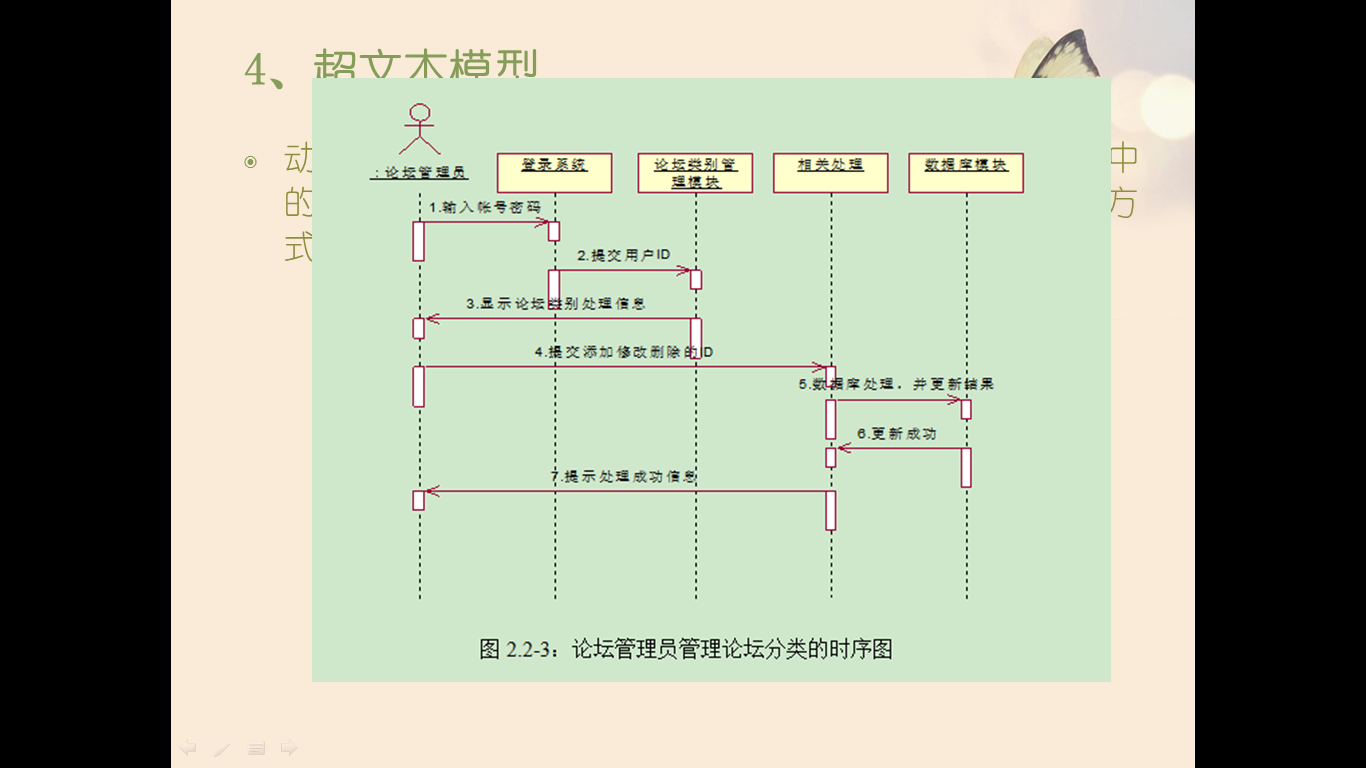 4、超文本模型
动
中
的
方
式
：论坛管理员
登录系统
论坛类别管
理模块
相关处理
数据库模块
1.输入帐号密码
2.提交用户ID
3.显示论坛类别处理信息
4.提交添加修改删除的ID
5.数据库处理，并更新结果
6.更新成功
7.提示处理成功信息
图 2.2-3：论坛管理员管理论坛分类的时序图